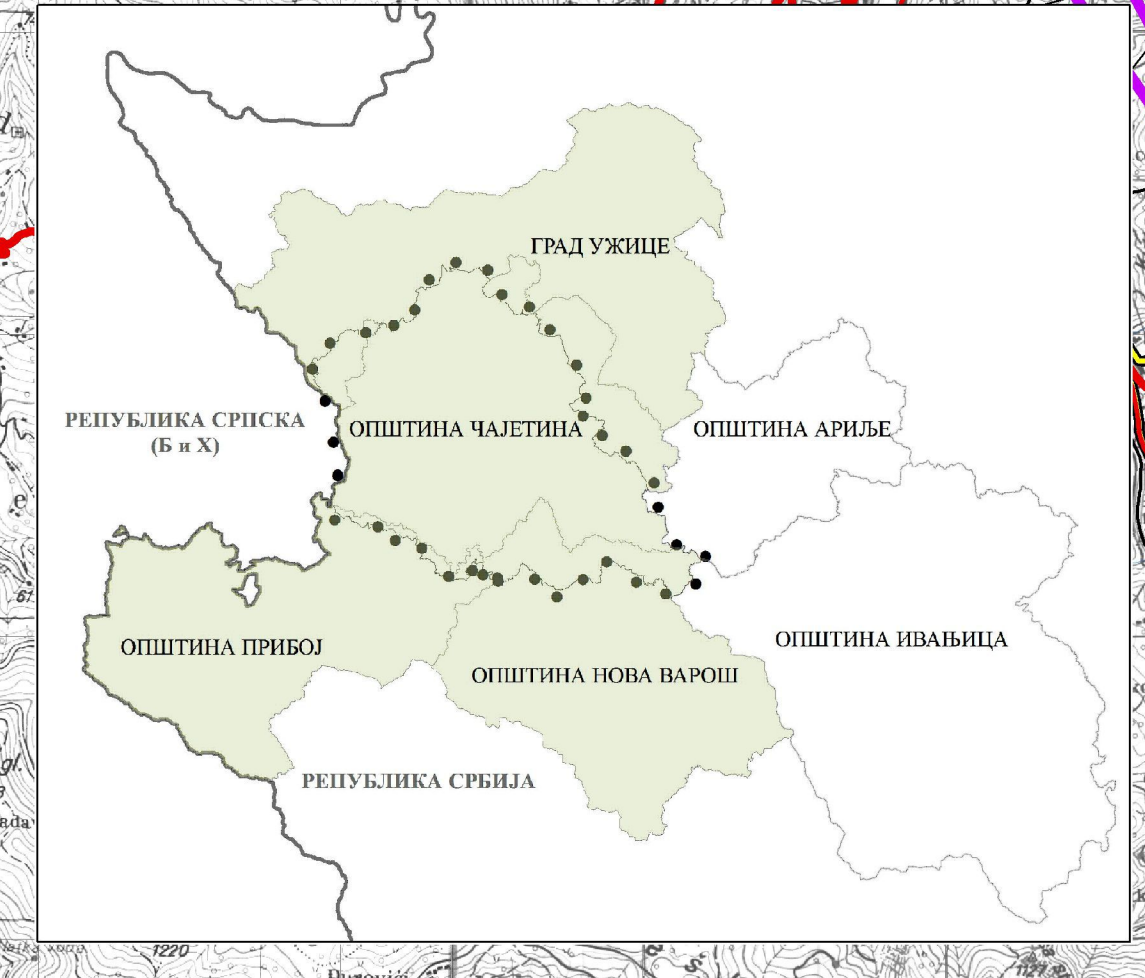 ГРАД УЖИЦЕ
РЕПУБЛИКА СРПСКА
(Б и Х)
ОПШТИНА ЧАЈЕТИНА
ОПШТИНА АРИЉЕ
ОПШТИНА ПРИБОЈ
ОПШТИНА НОВА ВАРОШ
ОПШТИНА ИВАЊИЦА
РЕПУБЛИКА СРБИЈА
1220